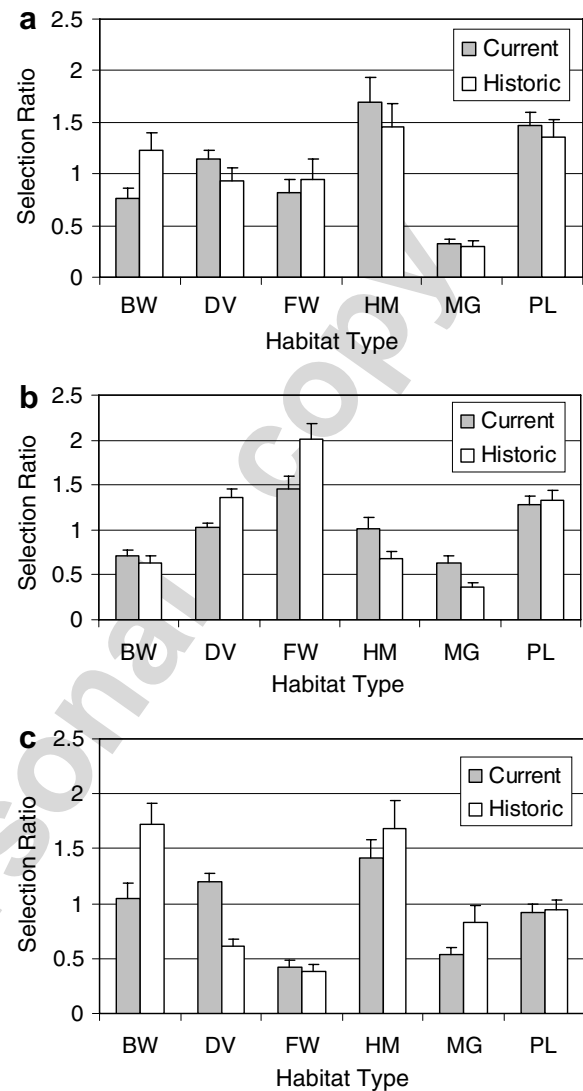 a
Selection Ratio
2.5
2
1.5
1
0.5
0
Current
Historic
BW DV FW HM MG PL
Habitat Type
b
Selection Ratio
2.5
2
1.5
1
0.5
0
Current
Historic
BW DV FW HM MG PL
Habitat Type
c
Selection Ratio
2.5
2
1.5
1
0.5
0
Current
Historic
BW DV FW HM MG PL
Habitat Type
sonal copy